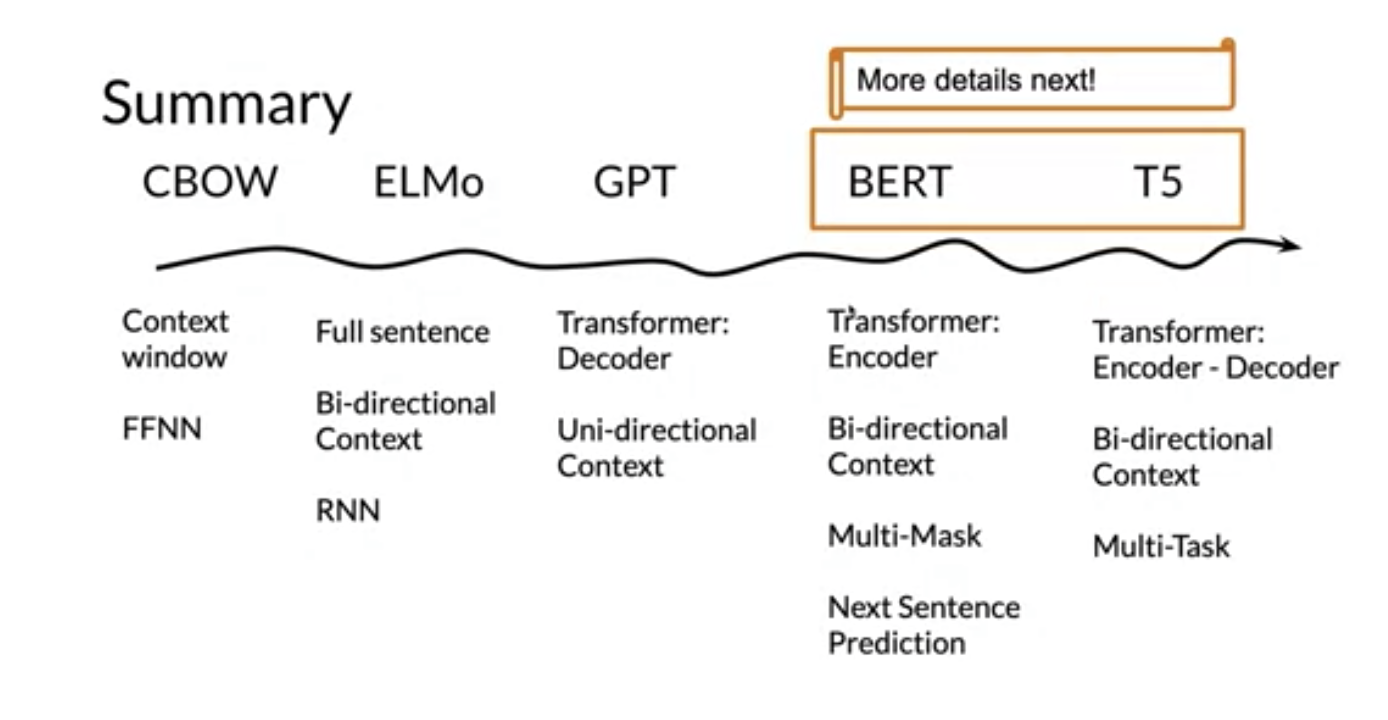 More details next!
Summary
CBOW ELMo GPT BERT T5
Context
window
FFNN
Full sentence
Bi-directional
Context
RNN
Transformer:
Decoder
Uni-directional
Context
Transformer:
Encoder
Bi-directional
Context
Multi-Mask
Next Sentence
Prediction
Transformer:
Encoder - Decoder
Bi-directional
Context
Multi-Task